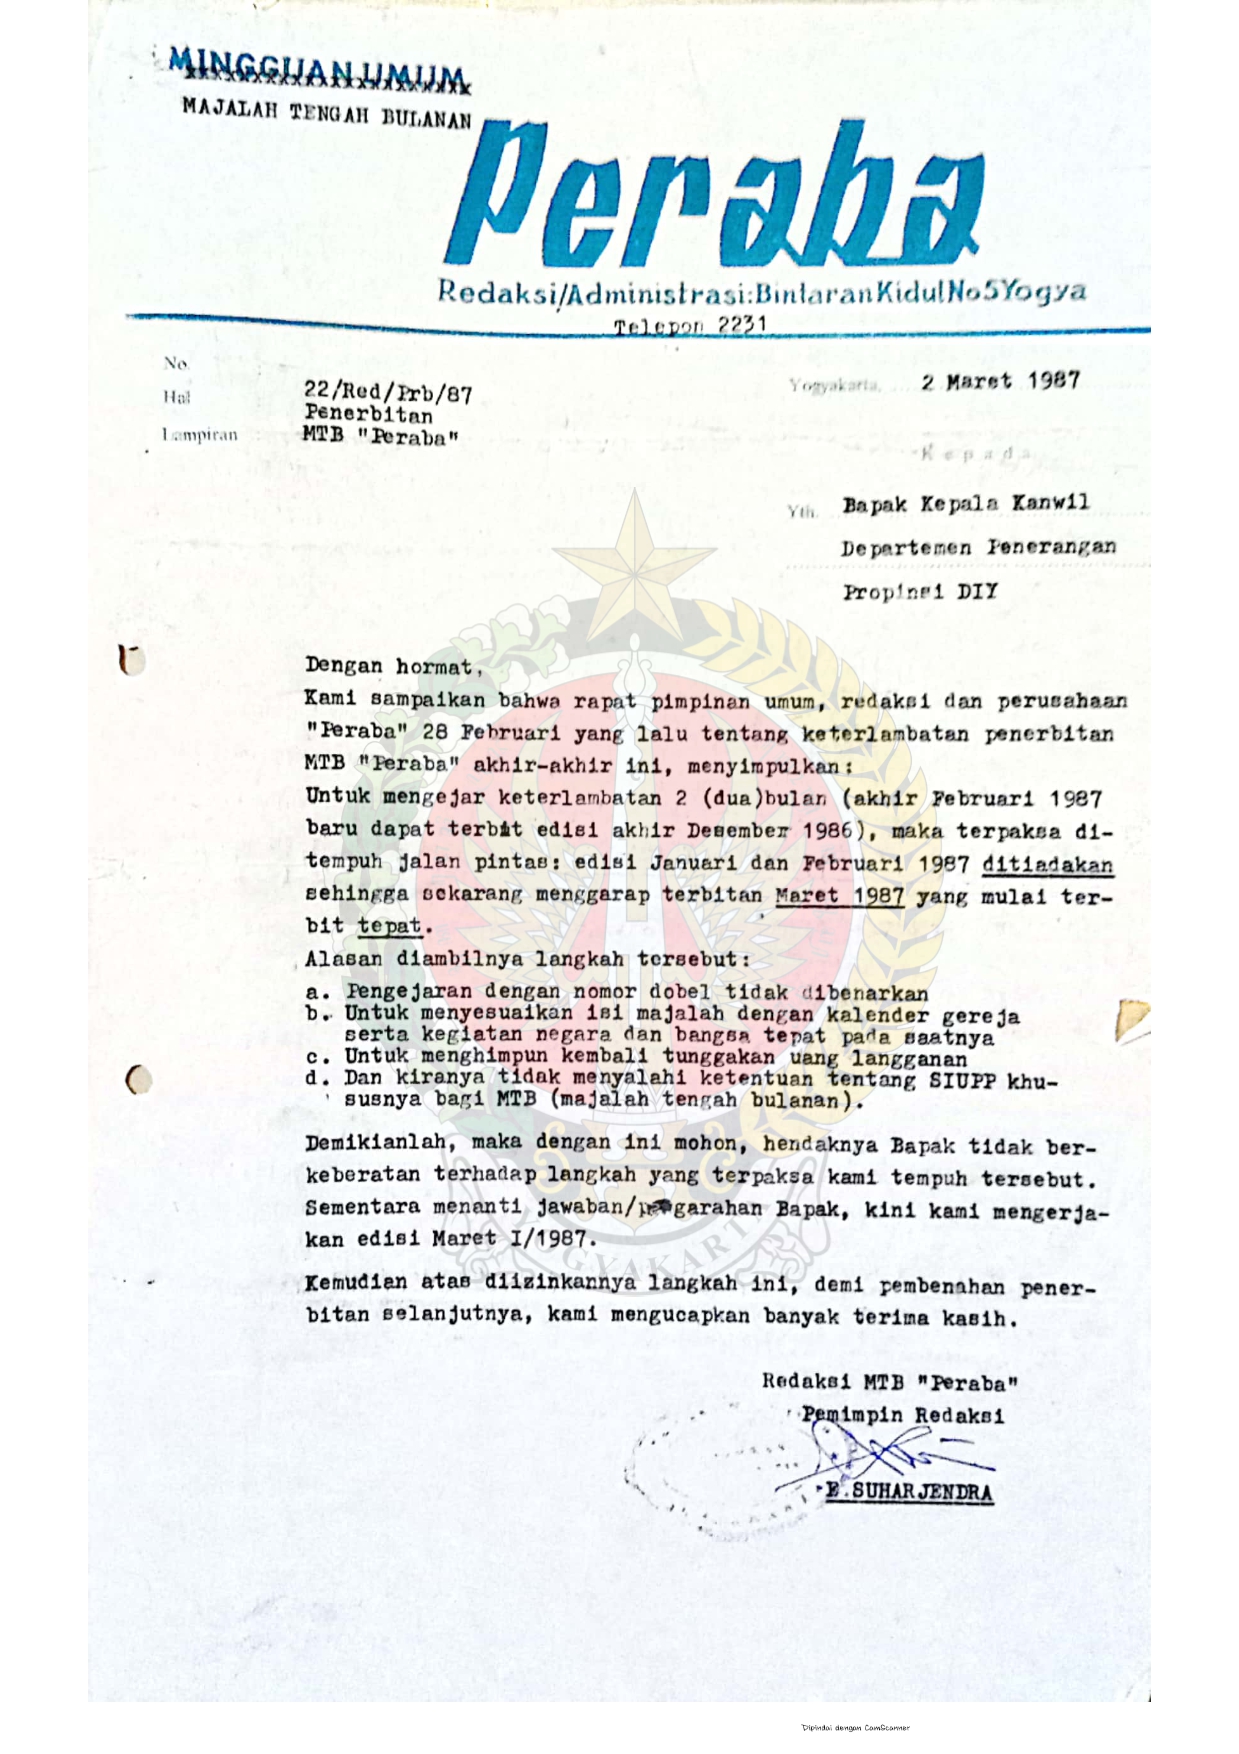 MINGGUAN UMUM
MAJALAH TENGAH BULANAN
Peraba
Redaksi/Administrasi: Bintaran Kidul No 5 Yogya
Telepon 2231
No.
Hal 22/Red/Prb/87
Penerbitan
Lampiran : MTB "Peraba"
Yogyakarta, 2 Maret 1987
Kepada
Yth. Bapak Kepala Kanwil
Departemen Penerangan
Propinsi DIY
Dengan hormat,
Kami sampaikan bahwa rapat pimpinan umum, redaksi dan perusahaan
"Peraba" 28 Februari yang lalu tentang keterlambatan penerbitan
MTB "Peraba" akhir-akhir ini, menyimpulkan:
Untuk mengejar keterlambatan 2 (dua)bulan (akhir Februari 1987
baru dapat terbit edisi akhir Desember 1986), maka terpaksa di-
tempuh jalan pintas: edisi Januari dan Februari 1987 ditiadakan
sehingga sekarang menggarap terbitan Maret 1987 yang mulai ter-
bit tepat.
Alasan diambilnya langkah tersebut:
a. Pengejaran dengan nomor dobel tidak dibenarkan
b. Untuk menyesuaikan isi majalah dengan kalender gereja
serta kegiatan negara dan bangsa tepat pada saatnya
c. Untuk menghimpun kembali tunggakan uang langganan
d. Dan kiranya tidak menyalahi ketentuan tentang SIUPP khu-
susnya bagi MTB (majalah tengah bulanan).
Demikianlah, maka dengan ini mohon, hendaknya Bapak tidak ber-
keberatan terhadap langkah yang terpaksa kami tempuh tersebut.
Sementara menanti jawaban/pengarahan Bapak, kini kami mengerja-
kan edisi Maret I/1987.
Kemudian atas diizinkannya langkah ini, demi pembenahan pener-
bitan selanjutnya, kami mengucapkan banyak terima kasih.
Redaksi MTB "Peraba"
Pemimpin Redaksi
E.SUHARJENDRA
YOGYAKARTA
Dipindai dengan CamScanner